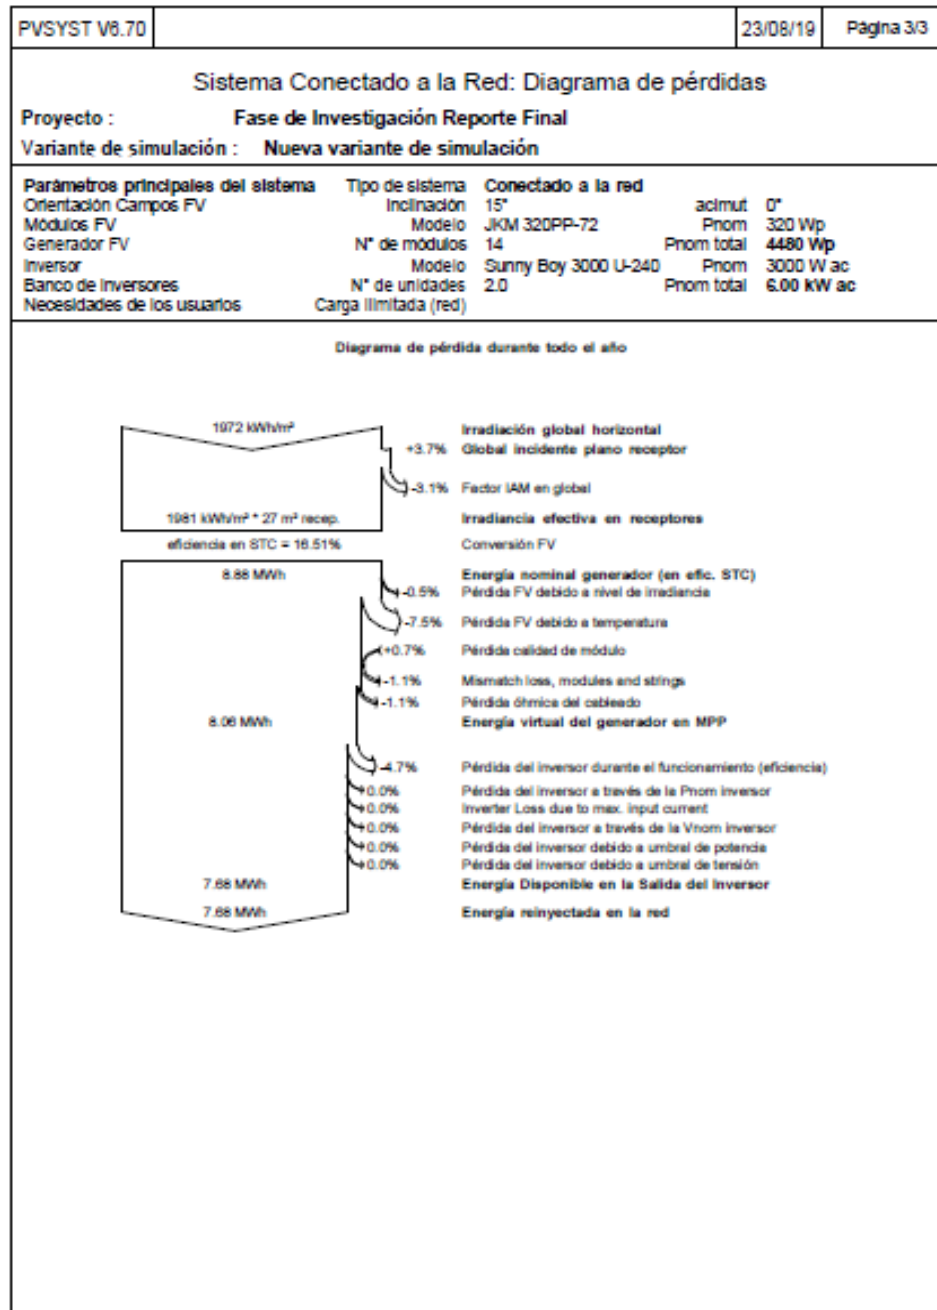 PVSYST V6.70 23/08/19 Página 3/3
Sistema Conectado a la Red: Diagrama de pérdidas
Proyecto : Fase de Investigación Reporte Final
Variante de simulación : Nueva variante de simulación
Parámetros principales del sistema Tipo de sistema Conectado a la red
Orientación Campos FV Inclinación 15° acimut 0°
Módulos FV Modelo JKM 320PP-72 Pnom 320 Wp
Generador FV N° de módulos 14 Pnom total 4480 Wp
Inversor Modelo Sunny Boy 3000 U-240 Pnom 3000 W ac
Banco de inversores N° de unidades 2.0 Pnom total 6.00 kW ac
Necesidades de los usuarios Carga ilimitada (red)
Diagrama de pérdida durante todo el año
1972 kWh/m² Irradiación global horizontal
+3.7% Global incidente plano receptor
-3.1% Factor IAM en global
1981 kWh/m² * 27 m² recep. Irradiancia efectiva en receptores
eficiencia en STC = 16.51% Conversión FV
8.88 MWh Energía nominal generador (en efic. STC)
-0.5% Pérdida FV debido a nivel de irradiancia
-7.5% Pérdida FV debido a temperatura
+0.7% Pérdida calidad de módulo
-1.1% Mismatch loss, modules and strings
-1.1% Pérdida óhmica del cableado
8.06 MWh Energía virtual del generador en MPP
-4.7% Pérdida del inversor durante el funcionamiento (eficiencia)
0.0% Pérdida del inversor a través de la Pnom inversor
0.0% Inverter Loss due to max. input current
0.0% Pérdida del inversor a través de la Vnom inversor
0.0% Pérdida del inversor debido a umbral de potencia
0.0% Pérdida del inversor debido a umbral de tensión
7.68 MWh Energía Disponible en la Salida del Inversor
7.68 MWh Energía reinyectada en la red